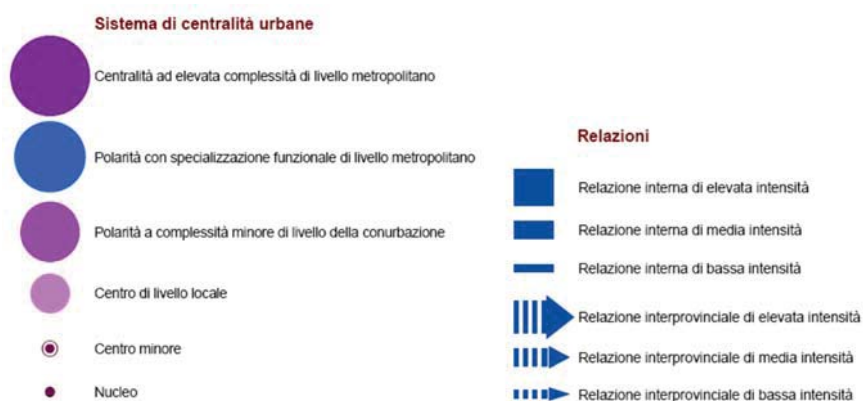 Sistema di centralità urbane
Centralità ad elevata complessità di livello metropolitano
Polarità con specializzazione funzionale di livello metropolitano
Polarità a complessità minore di livello della conurbazione
Centro di livello locale
Centro minore
Nucleo
Relazioni
Relazione interna di elevata intensità
Relazione interna di media intensità
Relazione interna di bassa intensità
Relazione interprovinciale di elevata intensità
Relazione interprovinciale di media intensità
Relazione interprovinciale di bassa intensità